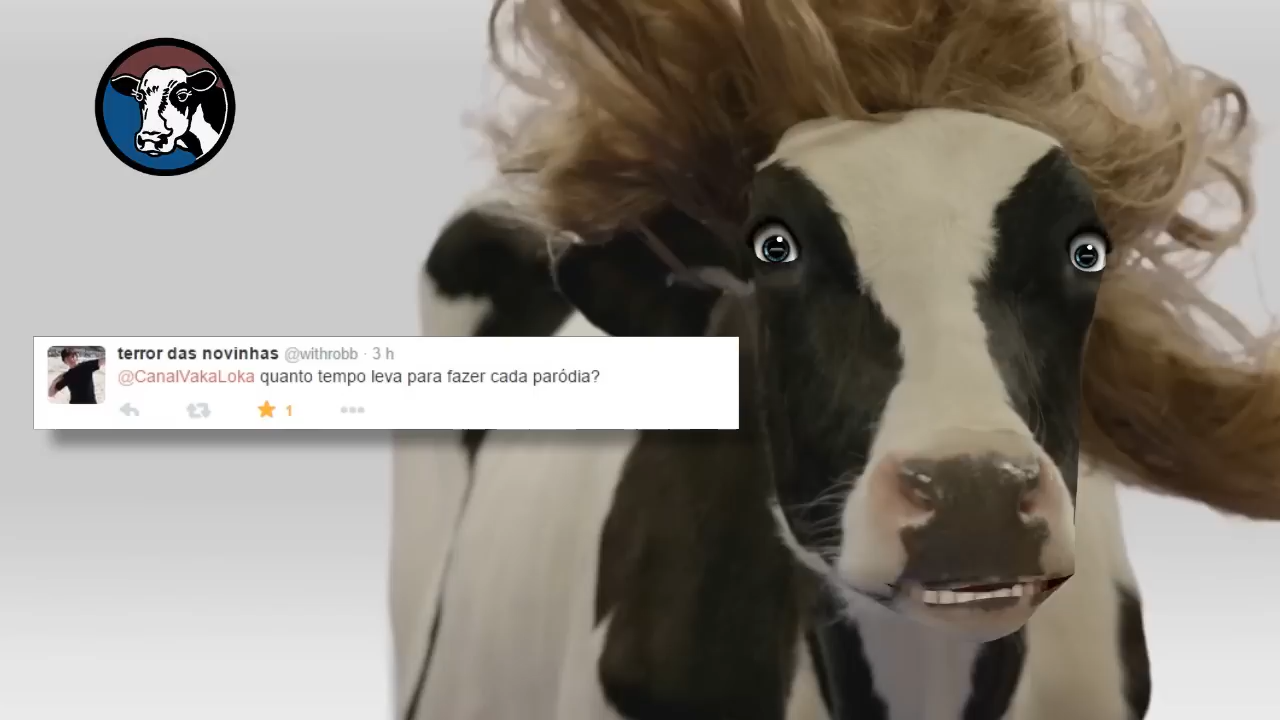 terror das novinhas @withrobb · 3 h
@CanalVakaLoka quanto tempo leva para fazer cada paródia?
1